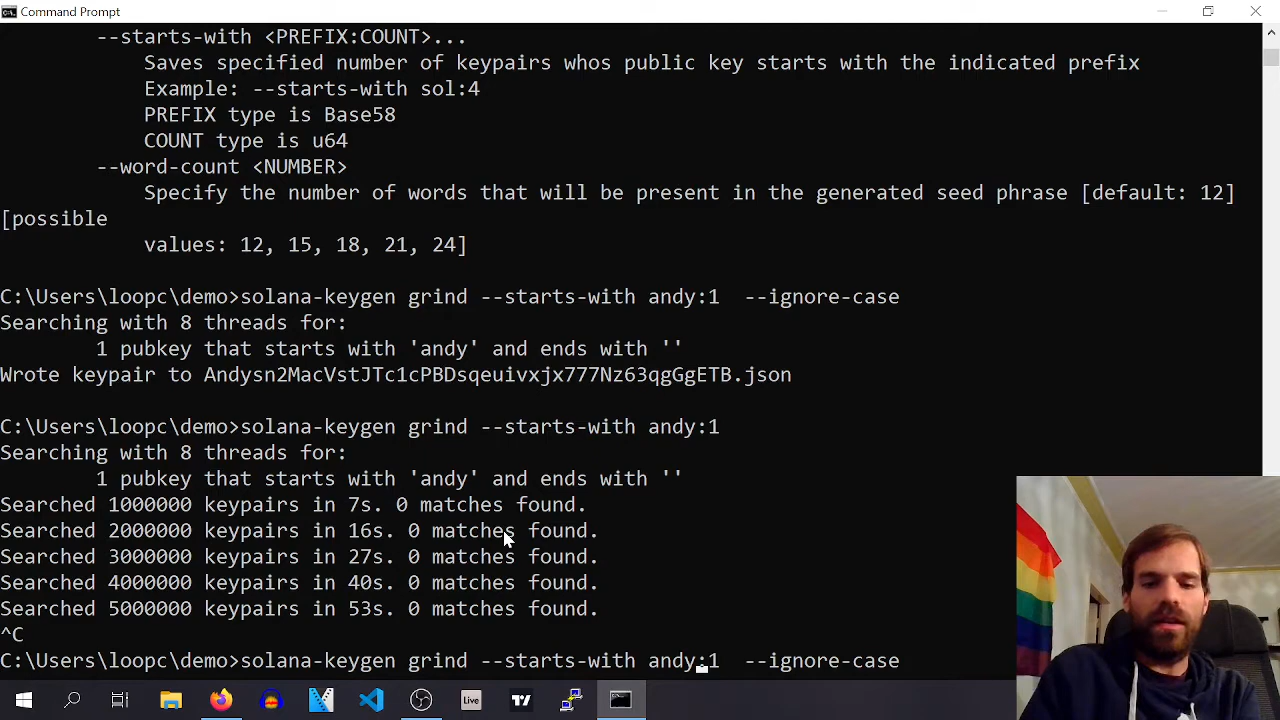 Command Prompt
--starts-with <PREFIX:COUNT>...
Saves specified number of keypairs whos public key starts with the indicated prefix
Example: --starts-with sol:4
PREFIX type is Base58
COUNT type is u64
--word-count <NUMBER>
Specify the number of words that will be present in the generated seed phrase [default: 12]
[possible
values: 12, 15, 18, 21, 24]
C:\Users\loopc\demo>solana-keygen grind --starts-with andy:1  --ignore-case
Searching with 8 threads for:
1 pubkey that starts with 'andy' and ends with ''
Wrote keypair to Andysn2MacVstJTc1cPBDsqeuivxjx777Nz63qgGgETB.json
C:\Users\loopc\demo>solana-keygen grind --starts-with andy:1
Searching with 8 threads for:
1 pubkey that starts with 'andy' and ends with ''
Searched 1000000 keypairs in 7s. 0 matches found.
Searched 2000000 keypairs in 16s. 0 matches found.
Searched 3000000 keypairs in 27s. 0 matches found.
Searched 4000000 keypairs in 40s. 0 matches found.
Searched 5000000 keypairs in 53s. 0 matches found.
^C
C:\Users\loopc\demo>solana-keygen grind --starts-with andy:1  --ignore-case
Live